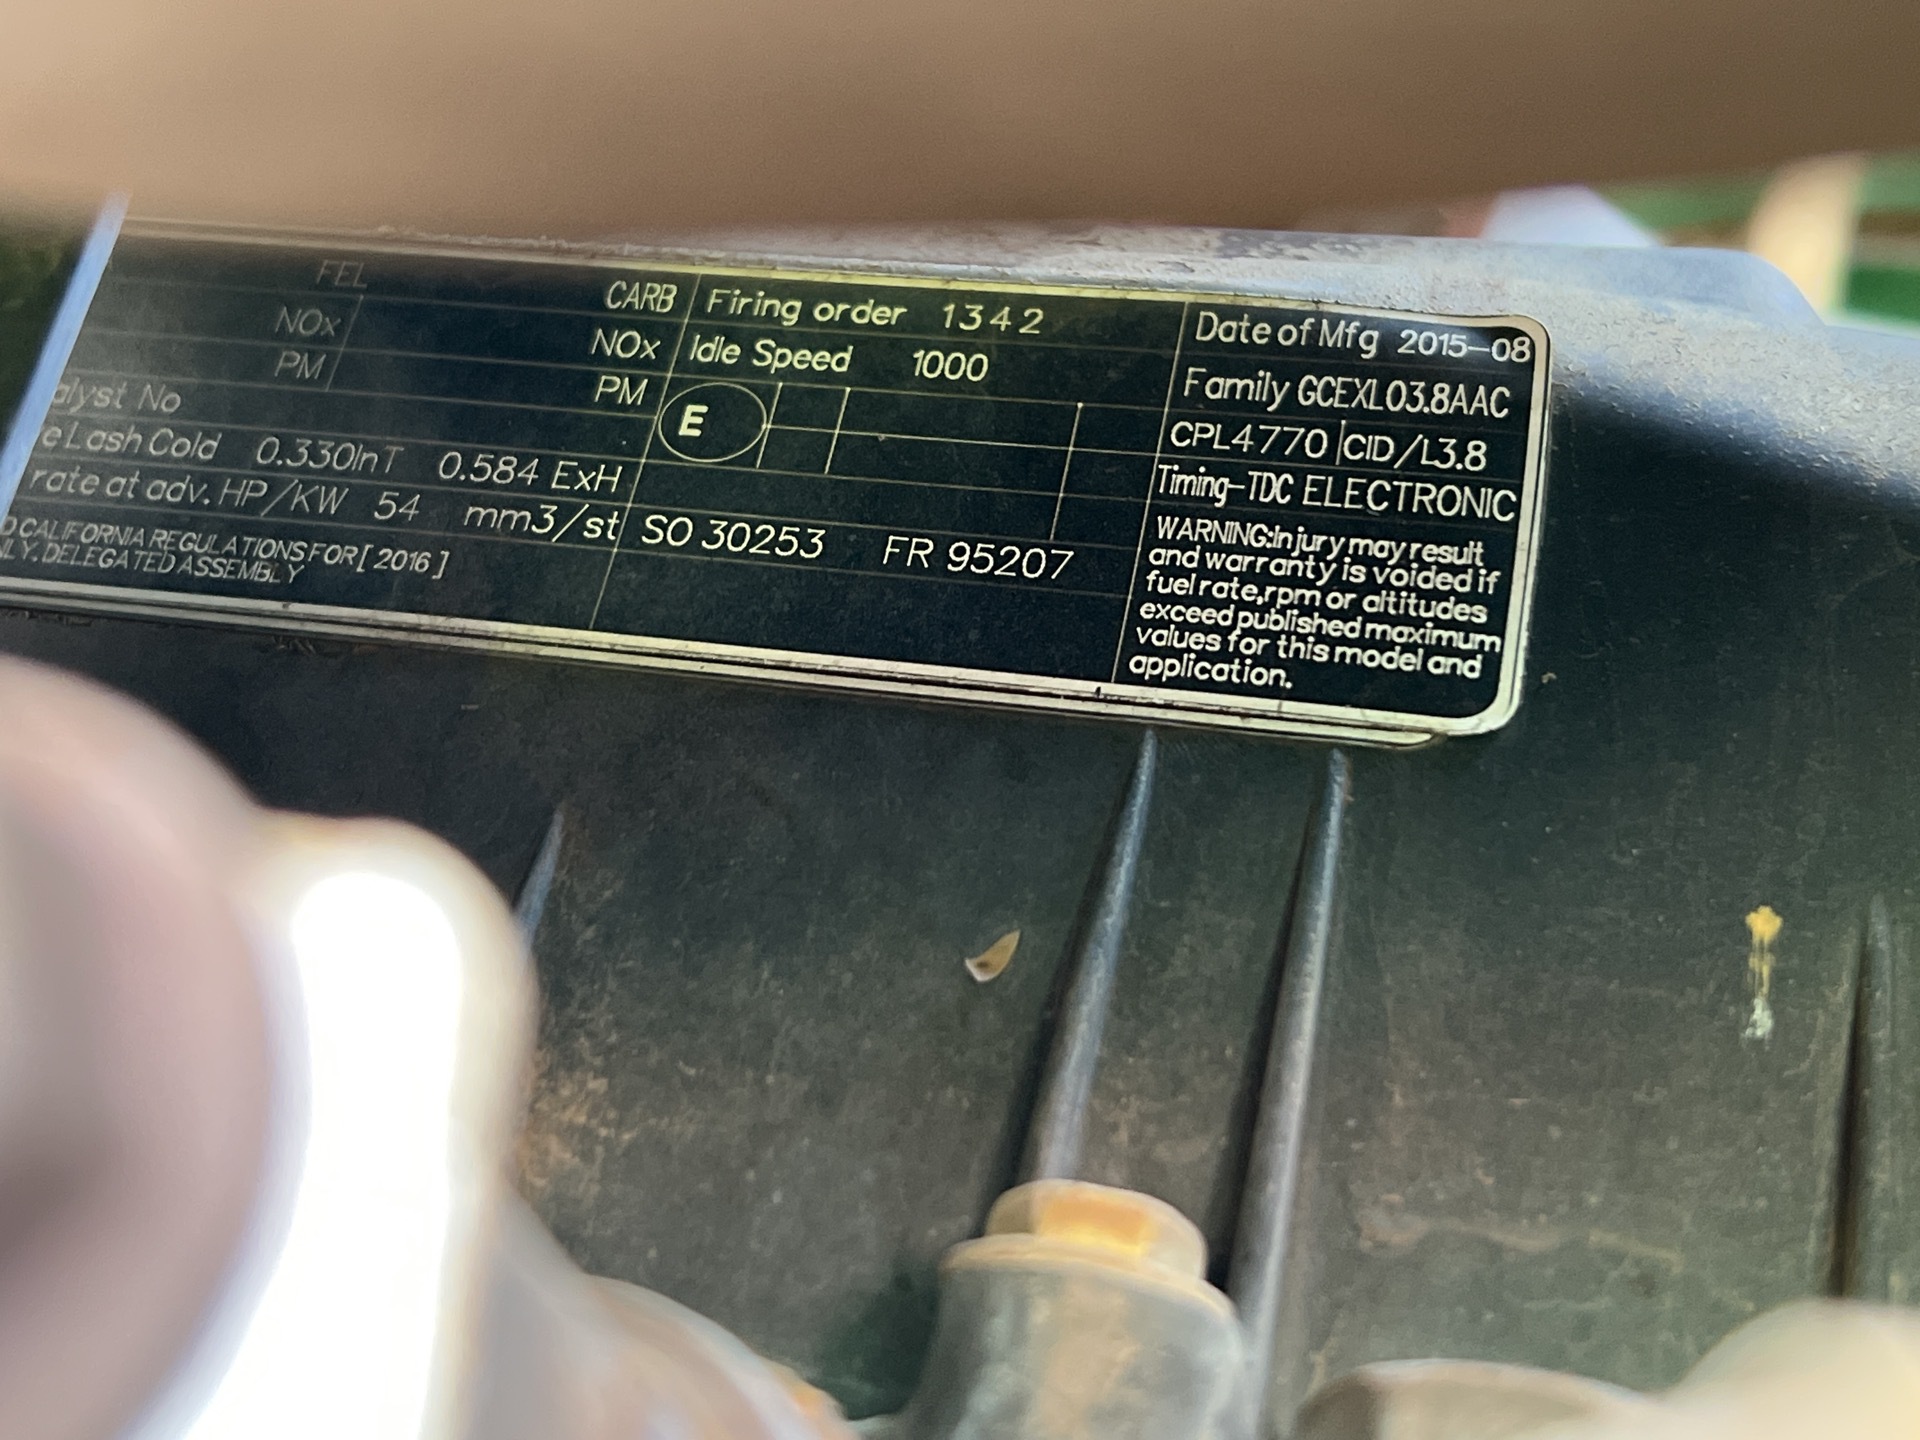 FEL
CARB
Firing order 1342
Date of Mfg 2015-08
NOx
NOx
Idle Speed 1000
Family GCEXL03.8AAC
PM
PM
E
CPL4770 CID/L3.8
alyst No
Timing-TDC ELECTRONIC
e Lash Cold 0.330InT 0.584 ExH
rate at adv. HP/KW 54 mm3/st
SO 30253 FR 95207
CALIFORNIA REGULATIONS FOR [ 2016 ]
NLY. DELEGATED ASSEMBLY
WARNING:Injury may result
and warranty is voided if
fuel rate,rpm or altitudes
exceed published maximum
values for this model and
application.